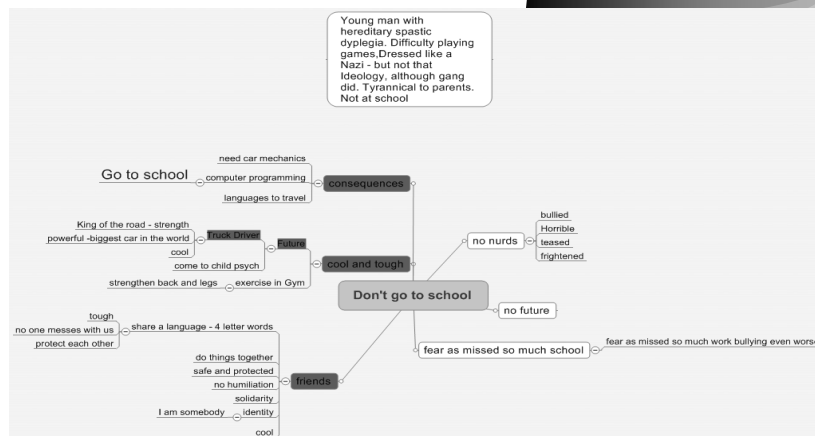 Young man with
hereditary spastic
dyplegia. Difficulty playing
games,Dressed like a
Nazi - but not that
Ideology, although gang
did. Tyrannical to parents.
Not at school
need car mechanics
Go to school
computer programming
consequences
languages to travel
King of the road - strength
Truck Driver
powerful -biggest car in the world
Future
cool
come to child psych
cool and tough
strengthen back and legs
exercise in Gym
Don't go to school
tough
share a language - 4 letter words
no one messes with us
protect each other
do things together
safe and protected
no humiliation
friends
solidarity
I am somebody
identity
cool
no nurds
bullied
Horrible
teased
frightened
no future
fear as missed so much school
fear as missed so much work bullying even worse